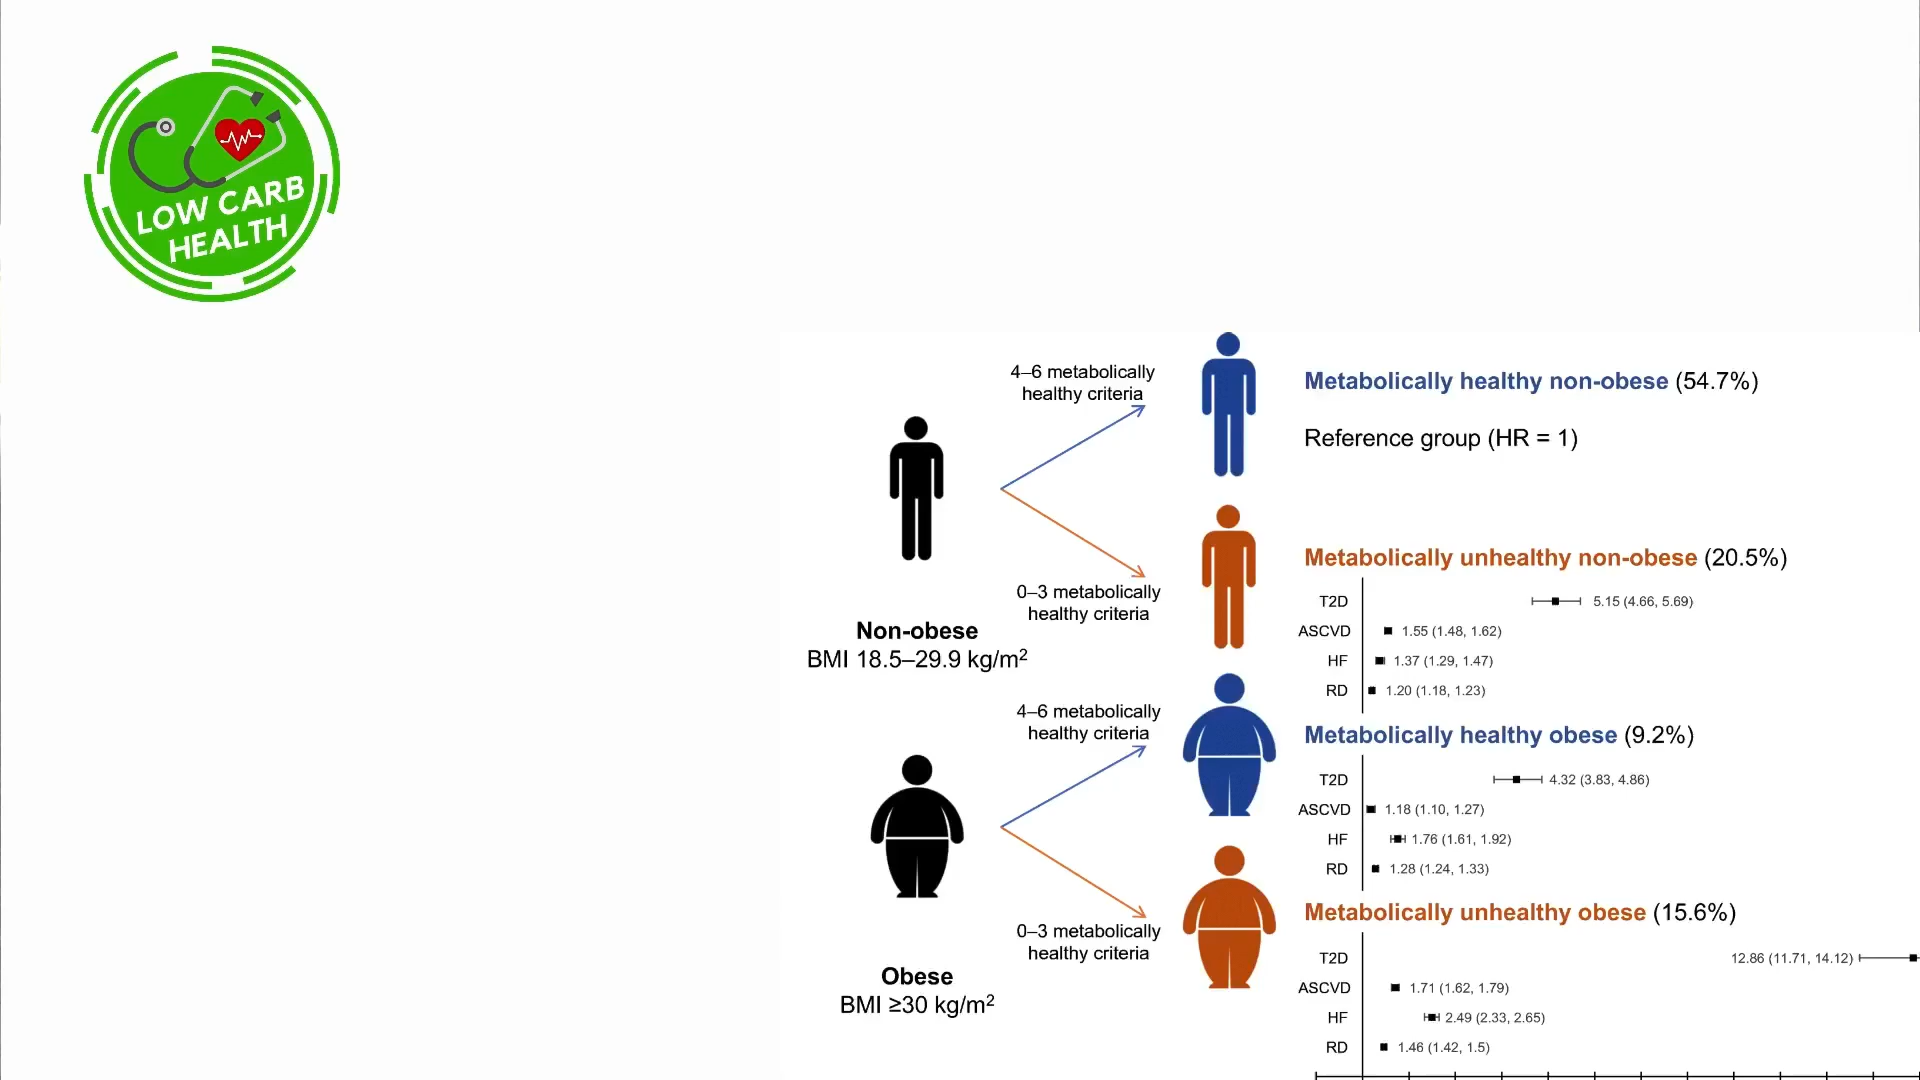 LOW CARB
HEALTH
4–6 metabolically
healthy criteria
Metabolically healthy non-obese (54.7%)
Reference group (HR = 1)
0–3 metabolically
healthy criteria
Non-obese
BMI 18.5–29.9 kg/m²
Metabolically unhealthy non-obese (20.5%)
T2D 5.15 (4.66, 5.69)
ASCVD 1.55 (1.48, 1.62)
HF 1.37 (1.29, 1.47)
RD 1.20 (1.18, 1.23)
4–6 metabolically
healthy criteria
Metabolically healthy obese (9.2%)
T2D 4.32 (3.83, 4.86)
ASCVD 1.18 (1.10, 1.27)
HF 1.76 (1.61, 1.92)
RD 1.28 (1.24, 1.33)
0–3 metabolically
healthy criteria
Obese
BMI ≥30 kg/m²
Metabolically unhealthy obese (15.6%)
T2D 12.86 (11.71, 14.12)
ASCVD 1.71 (1.62, 1.79)
HF 2.49 (2.33, 2.65)
RD 1.46 (1.42, 1.5)